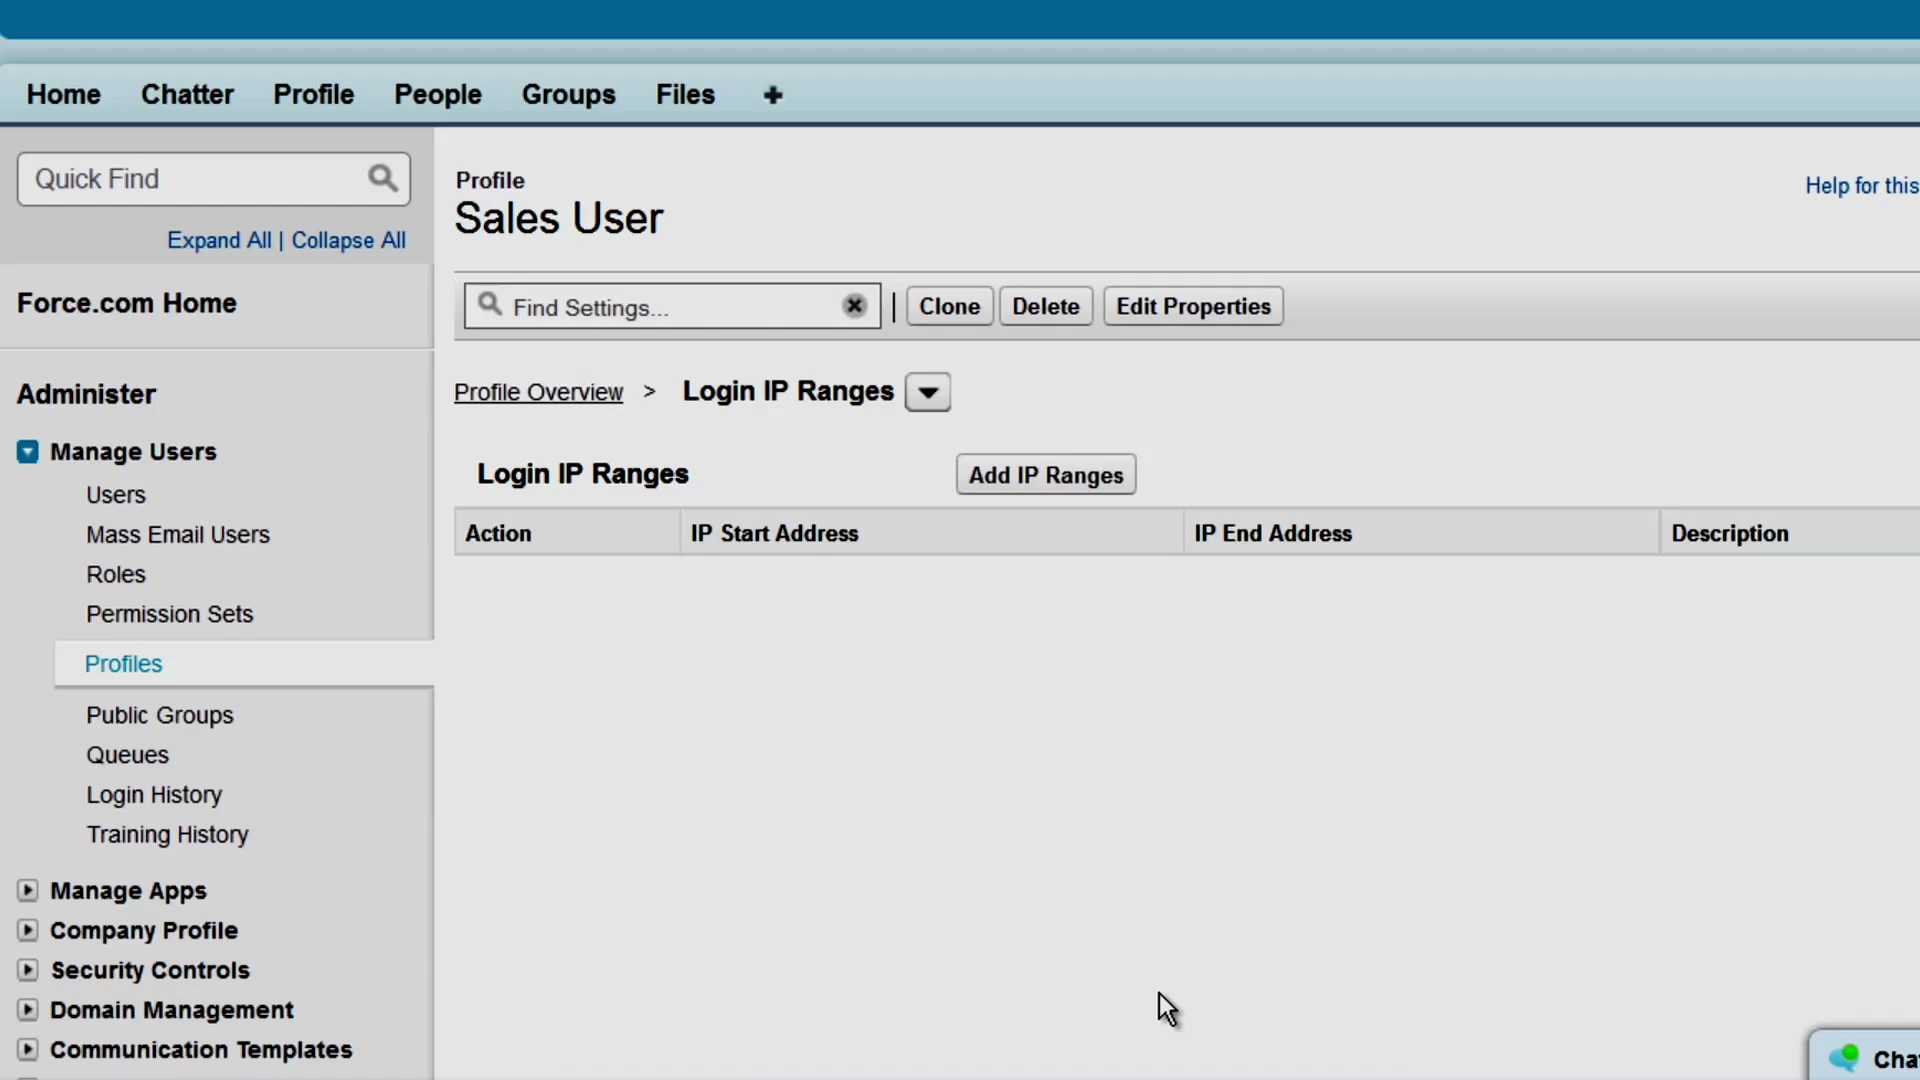 Home Chatter Profile People Groups Files
Quick Find
Expand All | Collapse All
Force.com Home
Administer
Manage Users
Users
Mass Email Users
Roles
Permission Sets
Profiles
Public Groups
Queues
Login History
Training History
Manage Apps
Company Profile
Security Controls
Domain Management
Communication Templates
Profile
Sales User
Help for this
Find Settings... | Clone Delete Edit Properties
Profile Overview > Login IP Ranges
Login IP Ranges Add IP Ranges
Action IP Start Address IP End Address Description